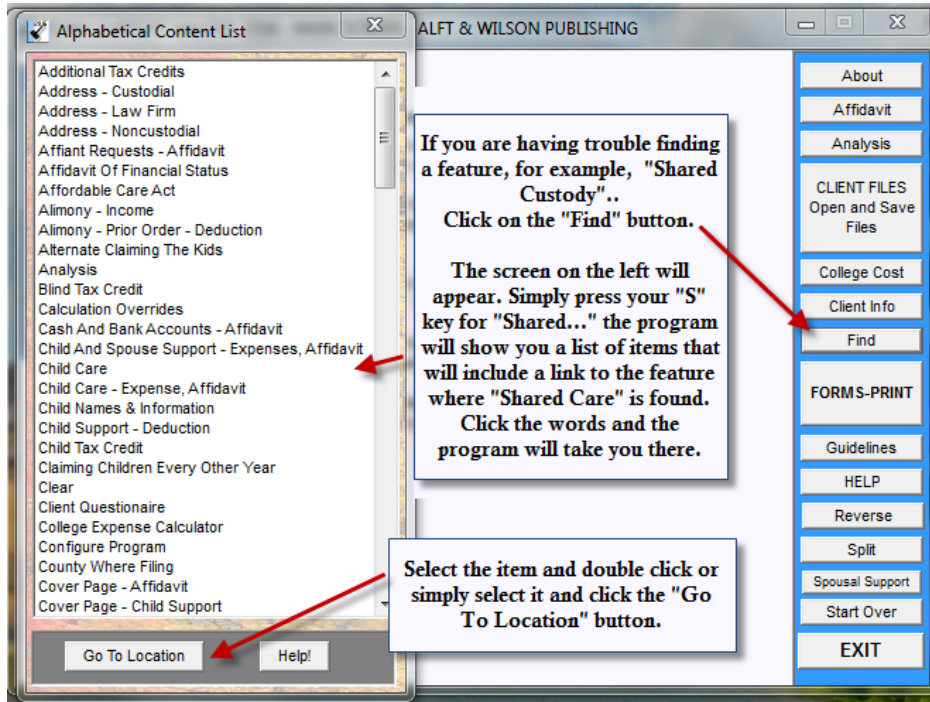 Alphabetical Content List
ALFT & WILSON PUBLISHING
Additional Tax Credits
Address - Custodial
Address - Law Firm
Address - Noncustodial
Affiant Requests - Affidavit
Affidavit Of Financial Status
Affordable Care Act
Alimony - Income
Alimony - Prior Order - Deduction
Alternate Claiming The Kids
Analysis
Blind Tax Credit
Calculation Overrides
Cash And Bank Accounts - Affidavit
Child And Spouse Support - Expenses, Affidavit
Child Care
Child Care - Expense, Affidavit
Child Names & Information
Child Support - Deduction
Child Tax Credit
Claiming Children Every Other Year
Clear
Client Questionaire
College Expense Calculator
Configure Program
County Where Filing
Cover Page - Affidavit
Cover Page - Child Support
Go To Location
Help!
If you are having trouble finding
a feature, for example, "Shared
Custody"..
Click on the "Find" button.
The screen on the left will
appear. Simply press your "S"
key for "Shared..." the program
will show you a list of items that
will include a link to the feature
where "Shared Care" is found.
Click the words and the
program will take you there.
Select the item and double click or
simply select it and click the "Go
To Location" button.
About
Affidavit
Analysis
CLIENT FILES
Open and Save
Files
College Cost
Client Info
Find
FORMS-PRINT
Guidelines
HELP
Reverse
Split
Spousal Support
Start Over
EXIT